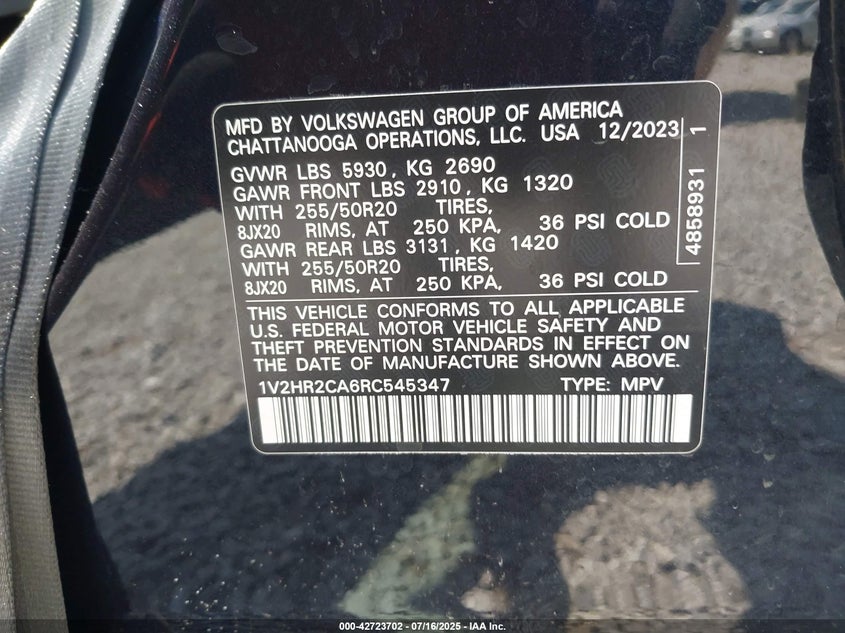 MFD BY VOLKSWAGEN GROUP OF AMERICA
CHATTANOOGA OPERATIONS, LLC. USA 12/2023
GVWR LBS 5930, KG 2690
GAWR FRONT LBS 2910, KG 1320
WITH 255/50R20 TIRES,
8JX20 RIMS, AT 250 KPA, 36 PSI COLD
GAWR REAR LBS 3131, KG 1420
WITH 255/50R20 TIRES,
8JX20 RIMS, AT 250 KPA, 36 PSI COLD
4858931 1
THIS VEHICLE CONFORMS TO ALL APPLICABLE
U.S. FEDERAL MOTOR VEHICLE SAFETY AND
THEFT PREVENTION STANDARDS IN EFFECT ON
THE DATE OF MANUFACTURE SHOWN ABOVE.
1V2HR2CA6RC545347 TYPE: MPV
000-42723702 - 07/16/2025 - IAA Inc.